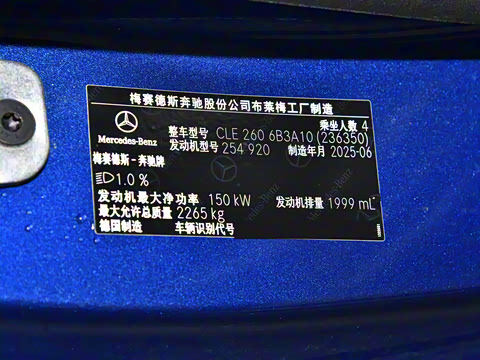 梅赛德斯奔驰股份公司布莱梅工厂制造
乘坐人数 4
整车型号 CLE 260 6B3A10 (236350)
Mercedes-Benz
发动机型号 254 920 制造年月 2025-06
梅赛德斯-奔驰牌
1.0 %
发动机最大净功率 150 kW 发动机排量 1999 mL
最大允许总质量 2265 kg
德国制造 车辆识别代号